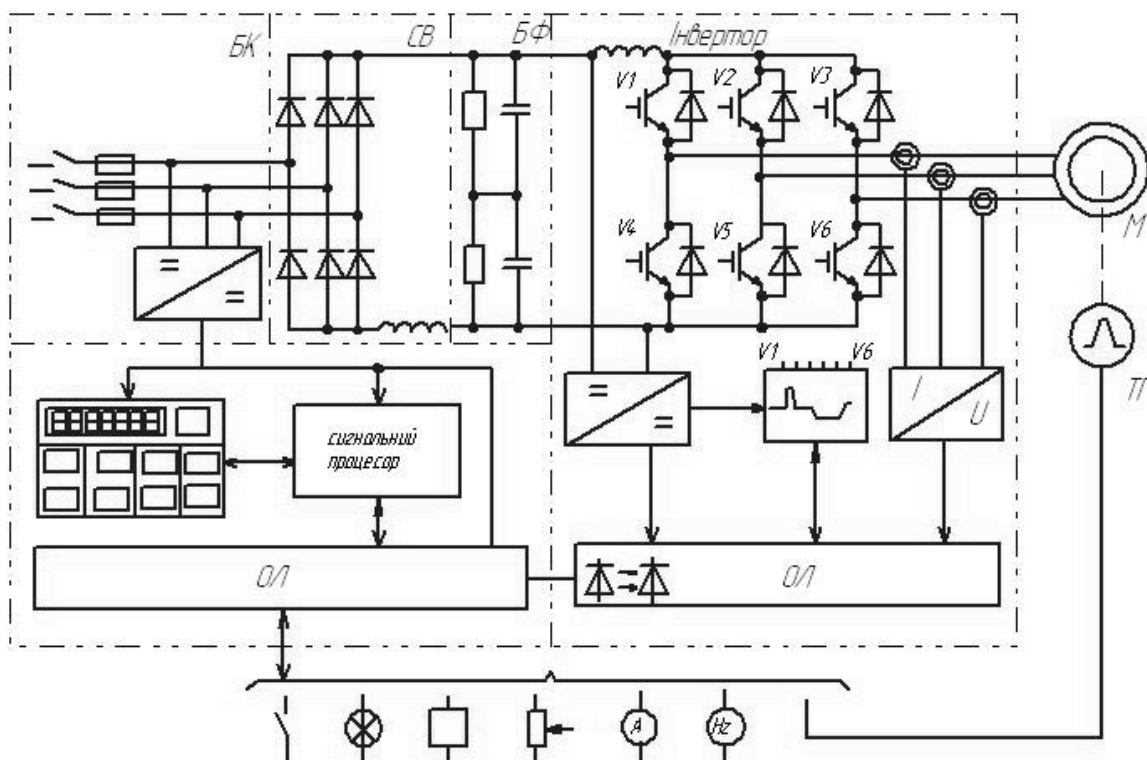 БК
СВ
БФ
Інвертор
V1
V2
V3
V4
V5
V6
М
ТГ
V1
V6
I
U
сигнальний
процесор
ОЛ
ОЛ
A
Hz